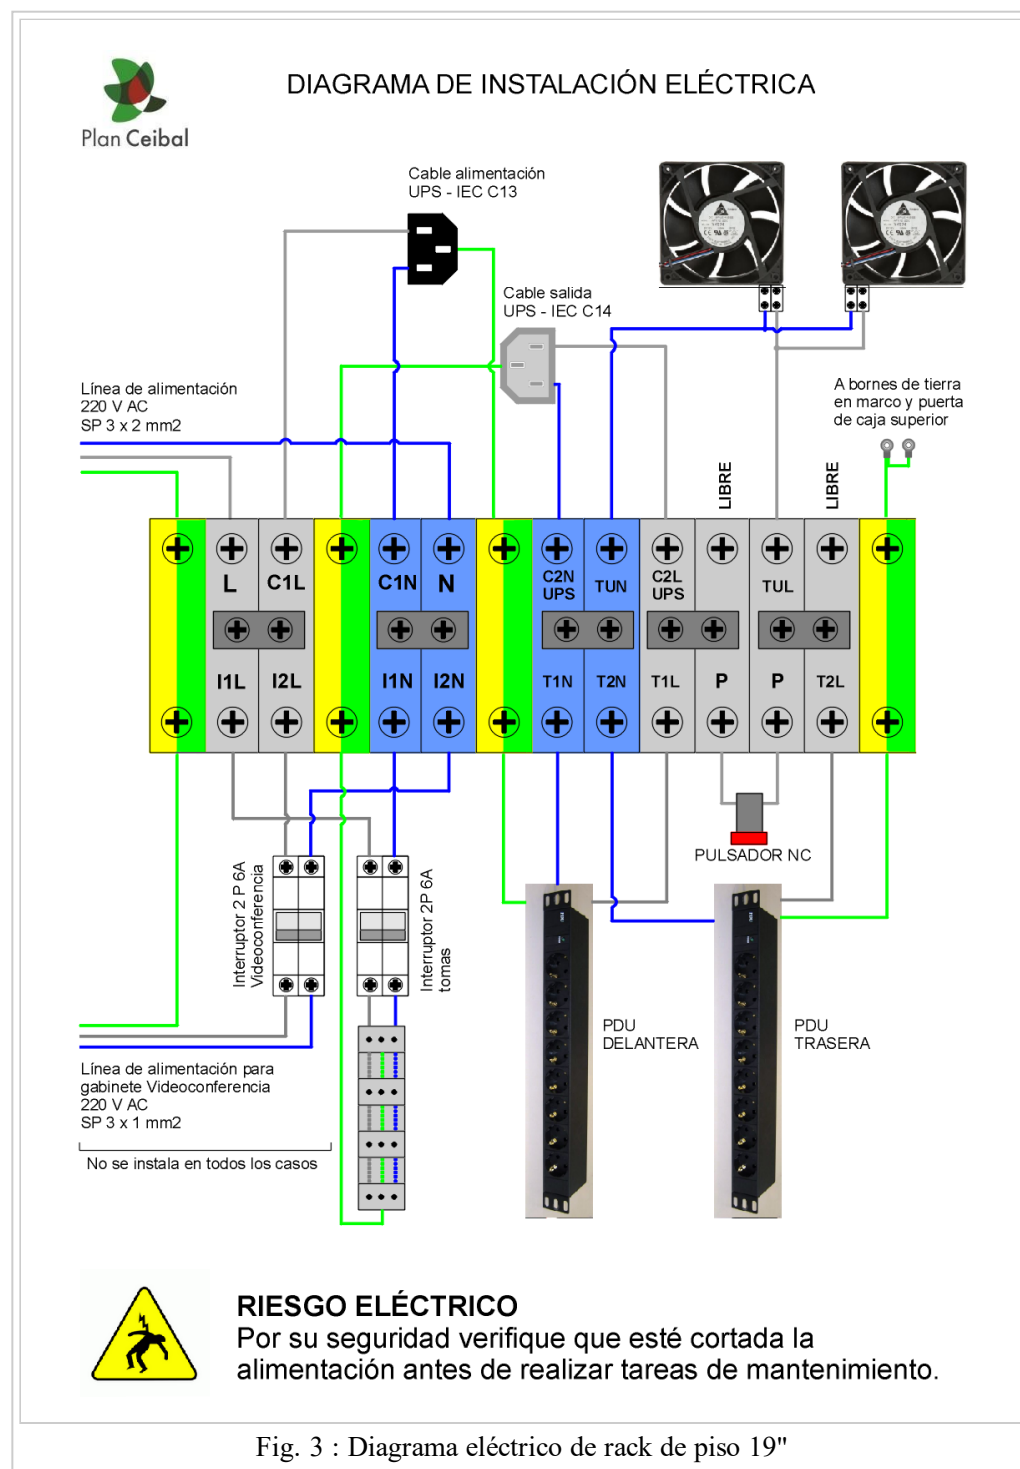 Plan Ceibal
DIAGRAMA DE INSTALACIÓN ELÉCTRICA
Cable alimentación
UPS - IEC C13
Cable salida
UPS - IEC C14
Línea de alimentación
220 V AC
SP 3 x 2 mm2
A bornes de tierra
en marco y puerta
de caja superior
LIBRE
LIBRE
L
C1L
C1N
N
C2N
UPS
TUN
C2L
UPS
TUL
I1L
I2L
I1N
I2N
T1N
T2N
T1L
P
P
T2L
PULSADOR NC
Interruptor 2 P 6A
Videoconferencia
Interruptor 2P 6A
tomas
PDU
DELANTERA
PDU
TRASERA
Línea de alimentación para
gabinete Videoconferencia
220 V AC
SP 3 x 1 mm2
No se instala en todos los casos
RIESGO ELÉCTRICO
Por su seguridad verifique que esté cortada la
alimentación antes de realizar tareas de mantenimiento.
Fig. 3 : Diagrama eléctrico de rack de piso 19"